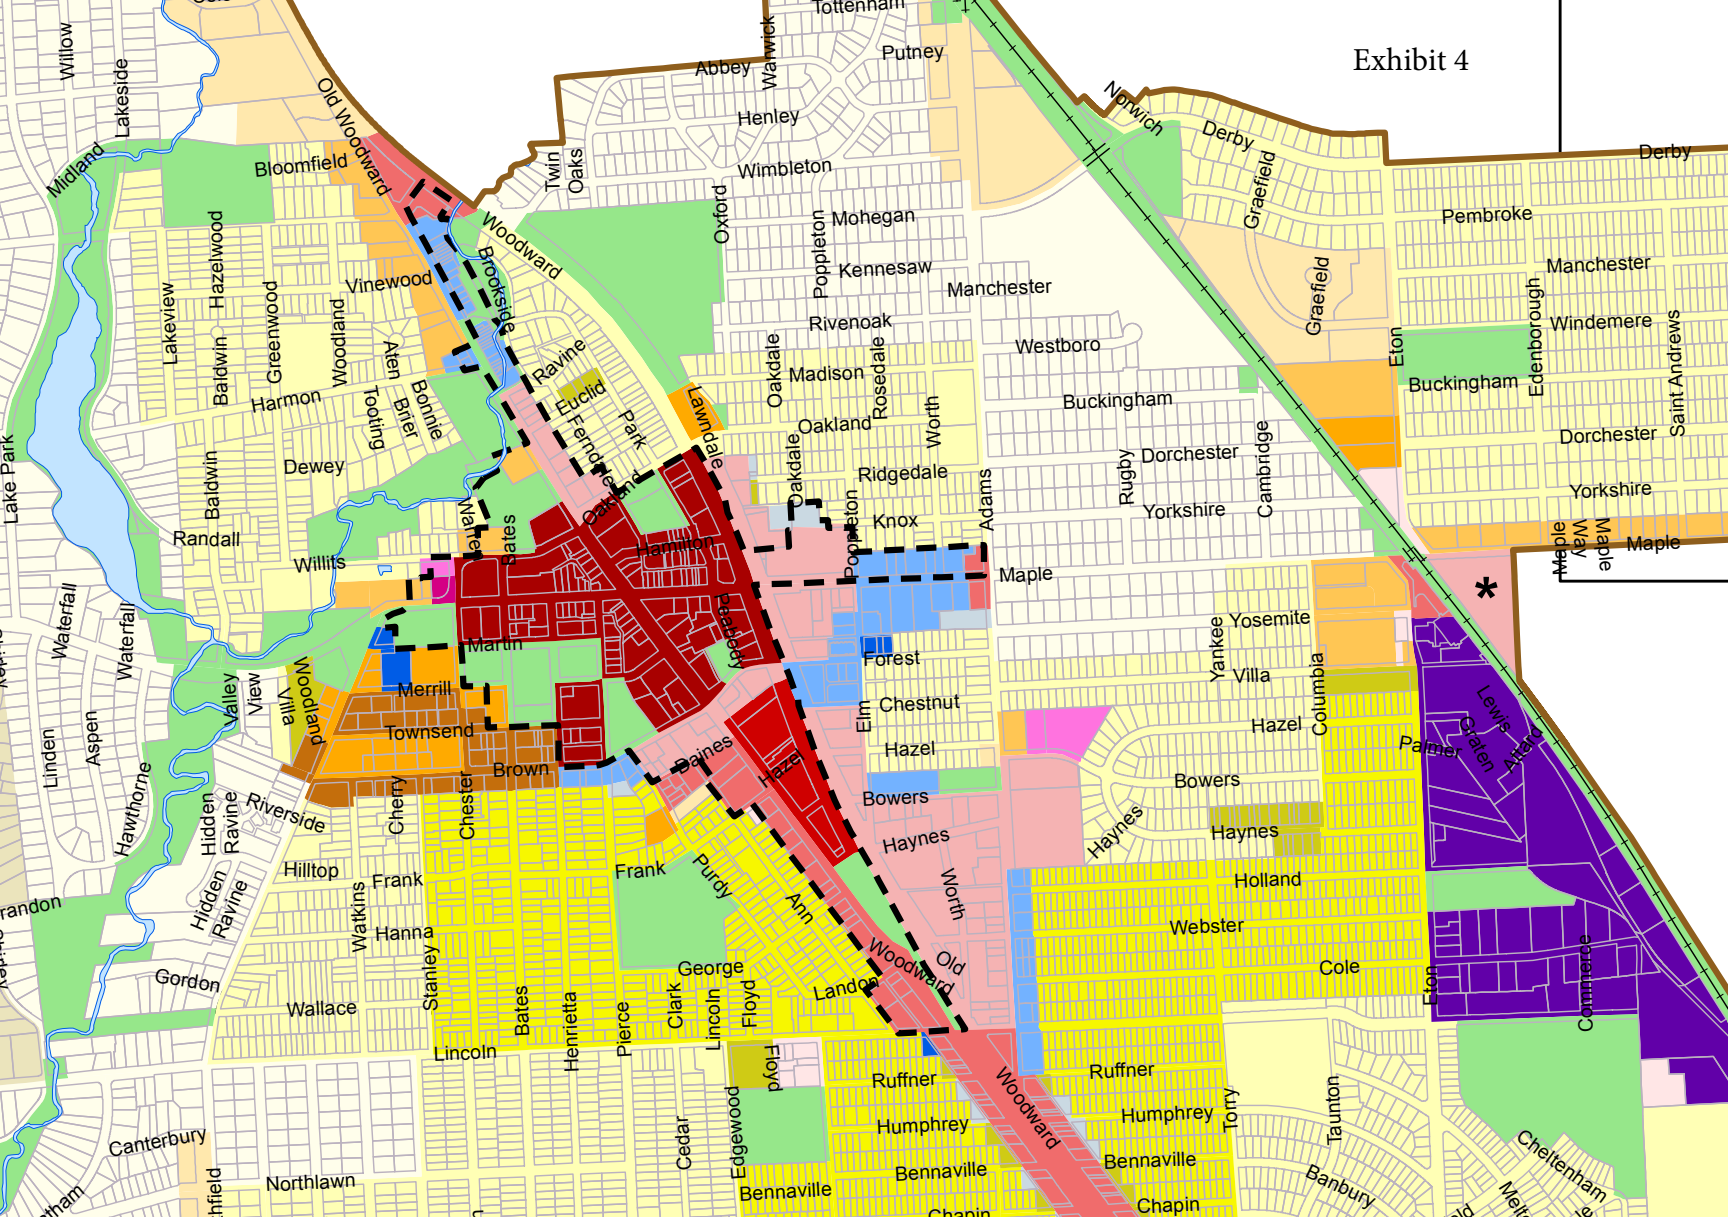 Exhibit 4
Tottenham
Willow
Lakeside
Warwick
Putney
Abbey
Old Woodward
Henley
Norwich
Derby
Derby
Midland
Bloomfield
Twin
Oaks
Wimbleton
Graefield
Oxford
Hazelwood
Woodward
Poppleton
Mohegan
Pembroke
Brookside
Kennesaw
Manchester
Manchester
Vinewood
Lakeview
Greenwood
Woodland
Rivenoak
Graefield
Edenborough
Windemere
Saint Andrews
Baldwin
Aten
Ravine
Oakdale
Rosedale
Madison
Westboro
Eton
Buckingham
Harmon
Tooting
Brier
Bonnie
Euclid
Ferndale
Park
Lawndale
Oakland
Worth
Buckingham
Dorchester
Dorchester
Lake Park
Baldwin
Dewey
Oakland
Oakdale
Ridgedale
Adams
Rugby
Cambridge
Yorkshire
Yorkshire
Randall
Warren
Bates
Hamilton
Poppleton
Knox
Maple
Way
Maple
Maple
Willits
Maple
*
Waterfall
Waterfall
Martin
Peabody
Yosemite
Yankee
Forest
Villa
Columbia
Valley
View
Villa
Woodland
Merrill
Linden
Aspen
Townsend
Elm
Chestnut
Hazel
Lewis
Graten
Palmer
Allard
Hazel
Daines
Hazel
Brown
Bowers
Bowers
Hawthorne
Hidden
Ravine
Riverside
Cherry
Chester
Haynes
Haynes
Haynes
Hilltop
Frank
Frank
Purdy
Holland
Hidden
Ravine
Watkins
Ann
Worth
Hanna
Webster
Stanley
Woodward
Old
Commerce
Gordon
George
Landon
Cole
Eton
Wallace
Bates
Henrietta
Pierce
Clark
Lincoln
Floyd
Lincoln
Floyd
Ruffner
Woodward
Ruffner
Torry
Taunton
Humphrey
Humphrey
Canterbury
Cedar
Edgewood
Bennaville
Bennaville
Bennaville
Northlawn
Banbury
Cheltenham
Chapin
Chapin